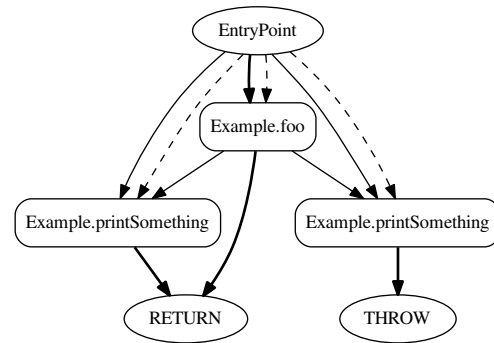 EntryPoint
Example.foo
Example.printSomething
Example.printSomething
RETURN
THROW